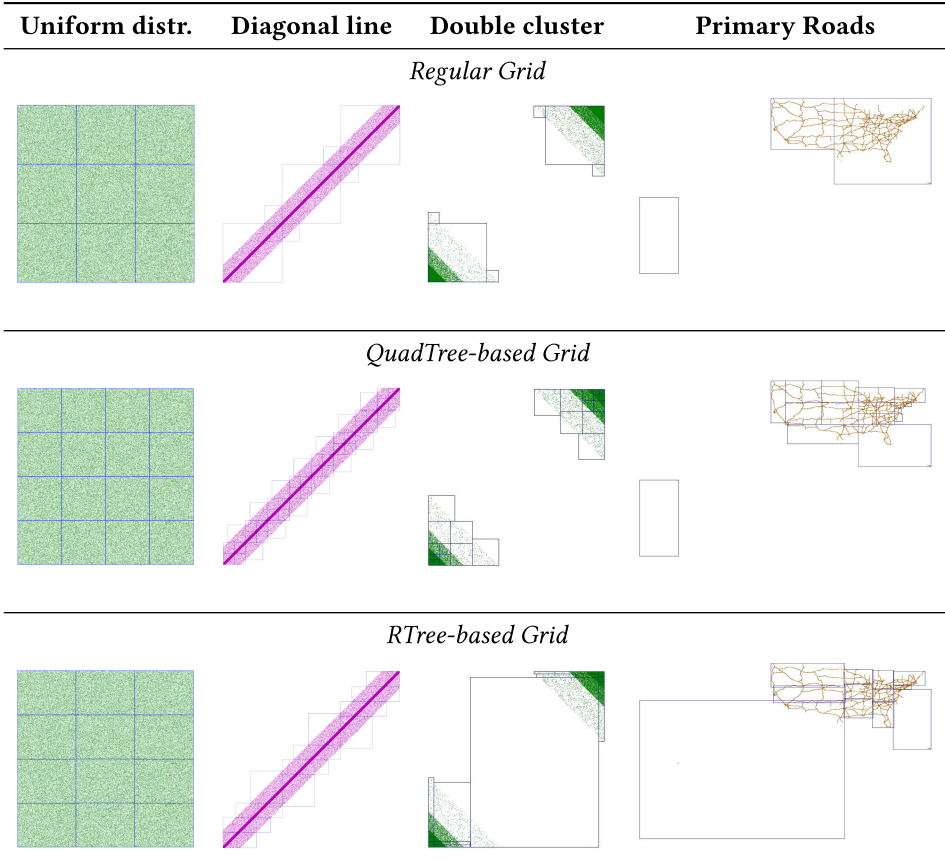 Uniform distr. Diagonal line Double cluster Primary Roads
Regular Grid
QuadTree-based Grid
RTree-based Grid